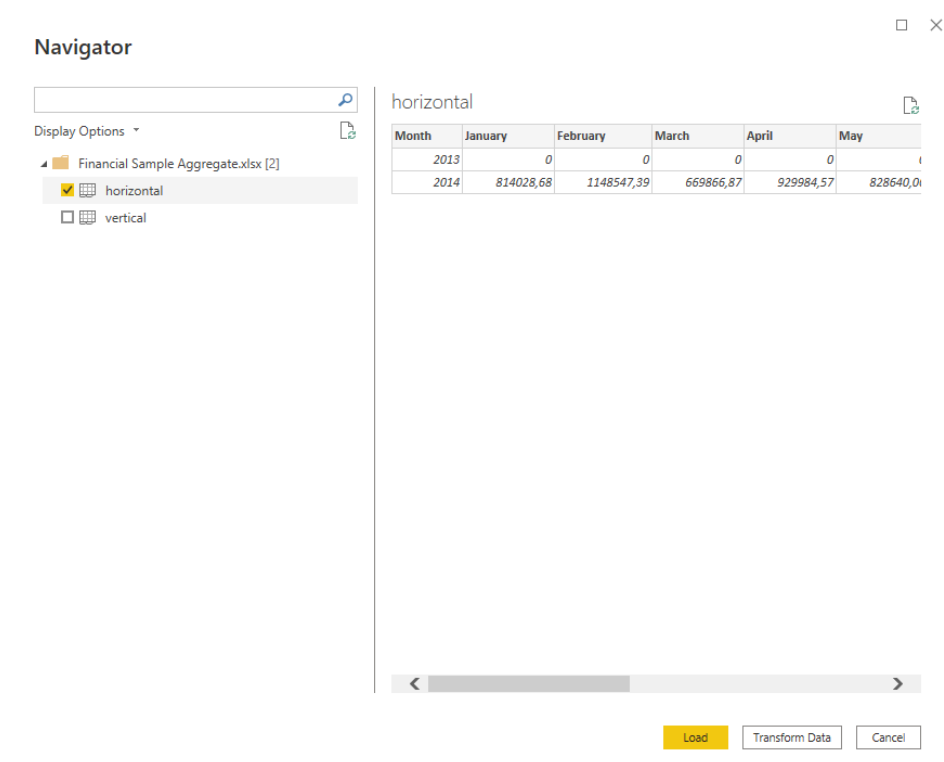 Navigator
Display Options
Financial Sample Aggregate.xlsx [2]
horizontal
vertical
horizontal
Month January February March April May
2013 0 0 0 0
2014 814028,68 1148547,39 669866,87 929984,57 828640,0
Load Transform Data Cancel